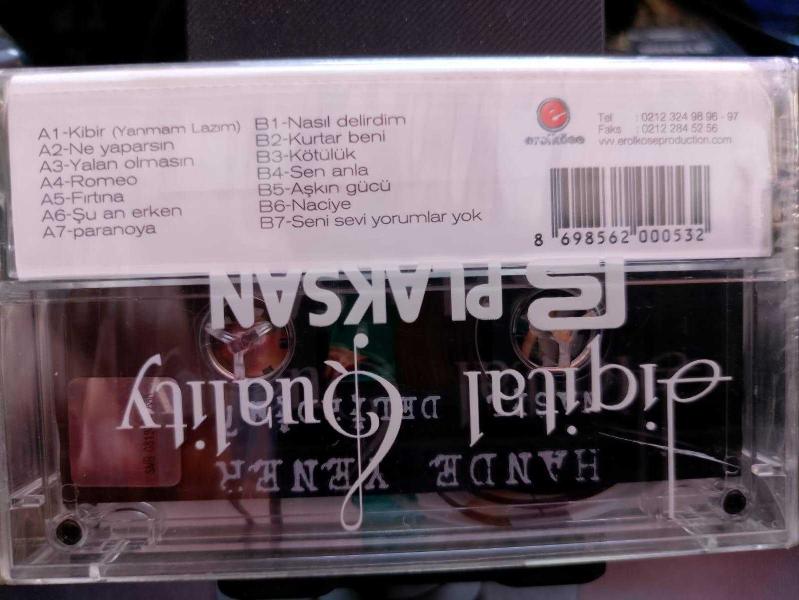 A1-Kibir (Yanmam Lazım)
A2-Ne yaparsın
A3-Yalan olmasın
A4-Romeo
A5-Fırtına
A6-Şu an erken
A7-paranoya
B1-Nasıl delirdim
B2-Kurtar beni
B3-Kötülük
B4-Sen anla
B5-Aşkın gücü
B6-Naciye
B7-Seni sevi yorumlar yok
erolköse
Tel : 0212 324 98 96 - 97
Faks : 0212 284 52 56
vvv.erolkoseproduction.com
8 698562 000532
PLAKSAN
Digital Quality
HANDE YENER